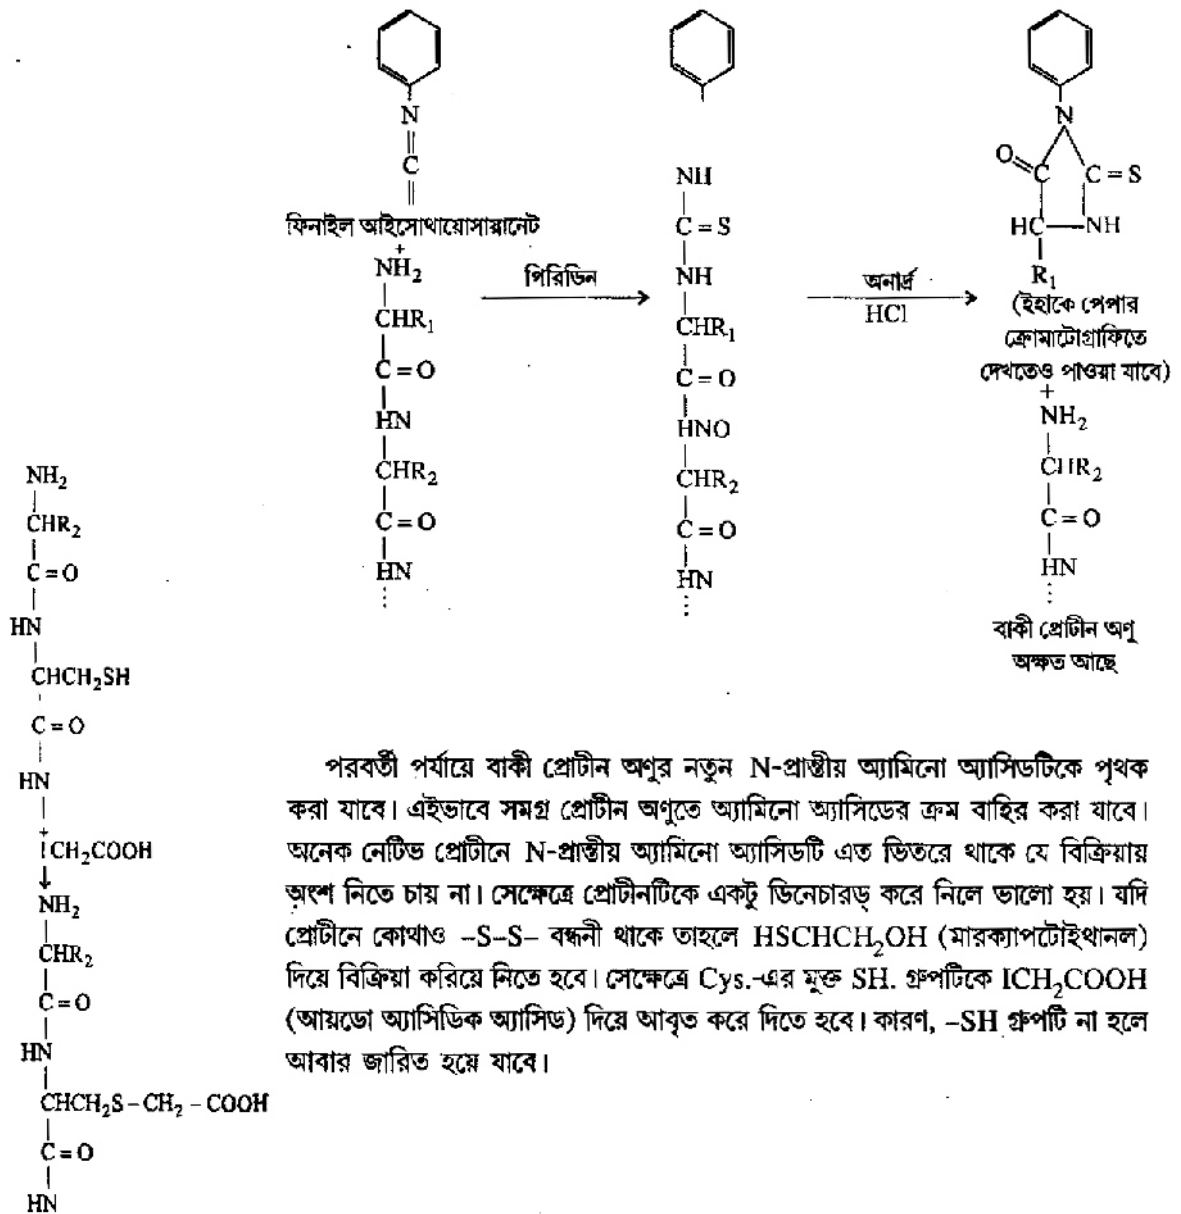 N
C
ফিনাইল আইসোথায়োসায়ানেট
+
NH2
CHR1
C=O
HN
CHR2
C=O
HN
⋮
পিরিডিন
NH
C=S
NH
CHR1
C=O
HNO
CHR2
C=O
HN
⋮
অনার্দ্র
HCl
N
O
C
C=S
HC
NH
R1
(ইহাকে পেপার
ক্রোমাটোগ্রাফিতে
দেখতেও পাওয়া যাবে)
+
NH2
CHR2
C=O
HN
⋮
বাকী প্রোটীন অণু
অক্ষত আছে
NH2
CHR2
C=O
HN
CHCH2SH
C=O
HN
+
ICH2COOH
NH2
CHR2
C=O
HN
CHCH2S–CH2–COOH
C=O
HN
পরবর্তী পর্যায়ে বাকী প্রোটীন অণুর নতুন N-প্রান্তীয় অ্যামিনো অ্যাসিডটিকে পৃথক
করা যাবে। এইভাবে সমগ্র প্রোটীন অণুতে অ্যামিনো অ্যাসিডের ক্রম বাহির করা যাবে।
অনেক নেটিভ প্রোটীনে N-প্রান্তীয় অ্যামিনো অ্যাসিডটি এত ভিতরে থাকে যে বিক্রিয়ায়
অংশ নিতে চায় না। সেক্ষেত্রে প্রোটীনটিকে একটু ডিনেচারড্ করে নিলে ভালো হয়। যদি
প্রোটীনে কোথাও –S–S– বন্ধনী থাকে তাহলে HSCHCH2OH (মারক্যাপটোইথানল)
দিয়ে বিক্রিয়া করিয়ে নিতে হবে। সেক্ষেত্রে Cys.-এর মুক্ত SH. গ্রুপটিকে ICH2COOH
(আয়ডো অ্যাসিডিক অ্যাসিড) দিয়ে আবৃত করে দিতে হবে। কারণ, –SH গ্রুপটি না হলে
আবার জারিত হয়ে যাবে।